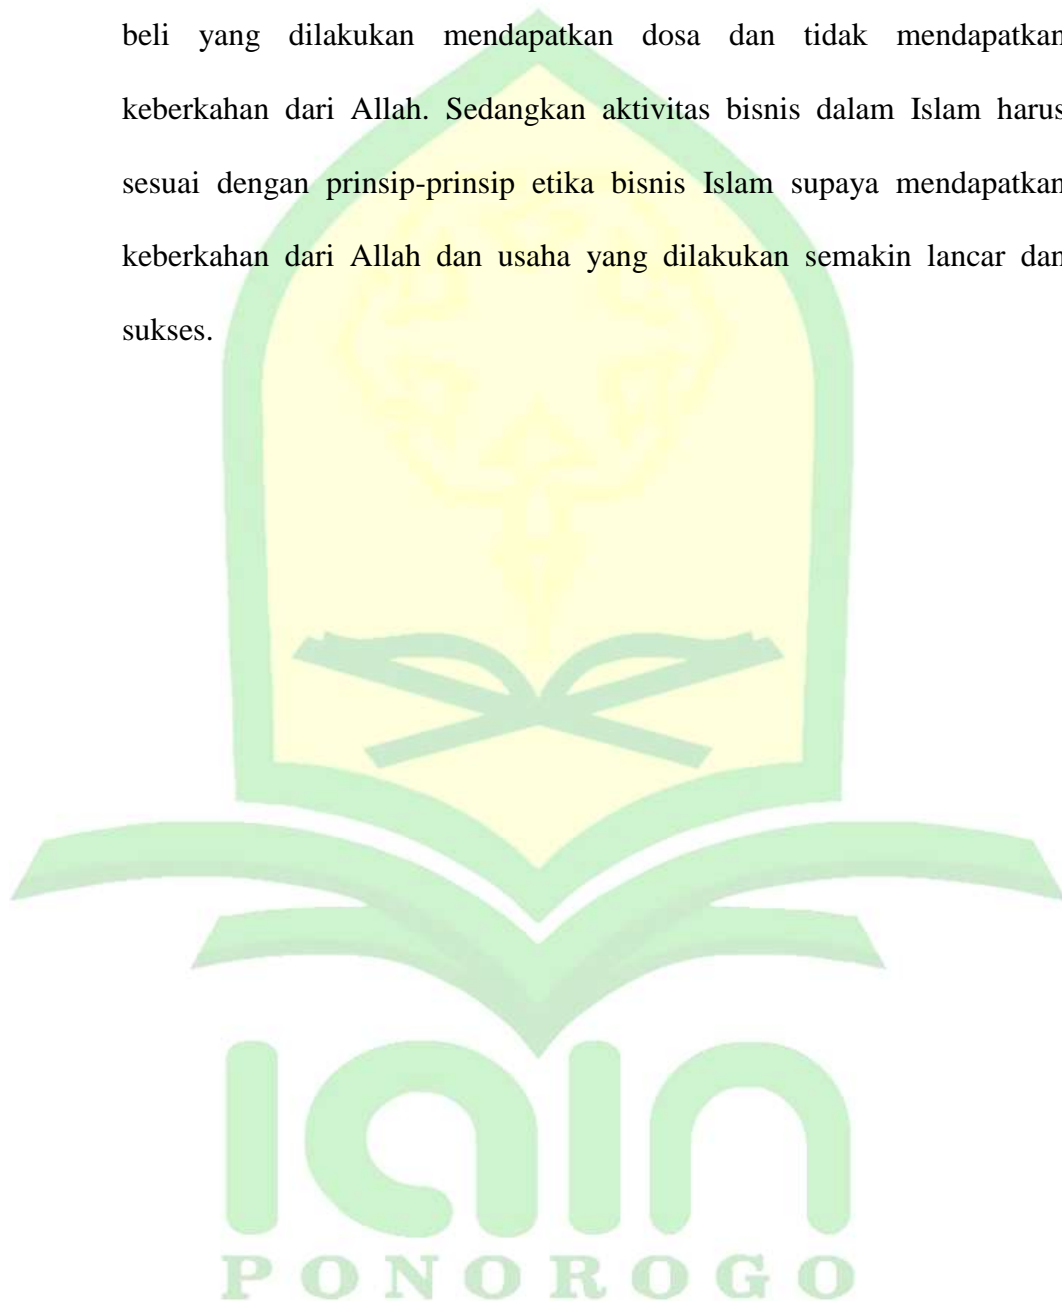 beli yang dilakukan mendapatkan dosa dan tidak mendapatkan
keberkahan dari Allah. Sedangkan aktivitas bisnis dalam Islam harus
sesuai dengan prinsip-prinsip etika bisnis Islam supaya mendapatkan
keberkahan dari Allah dan usaha yang dilakukan semakin lancar dan
sukses.
iain
PONOROGO